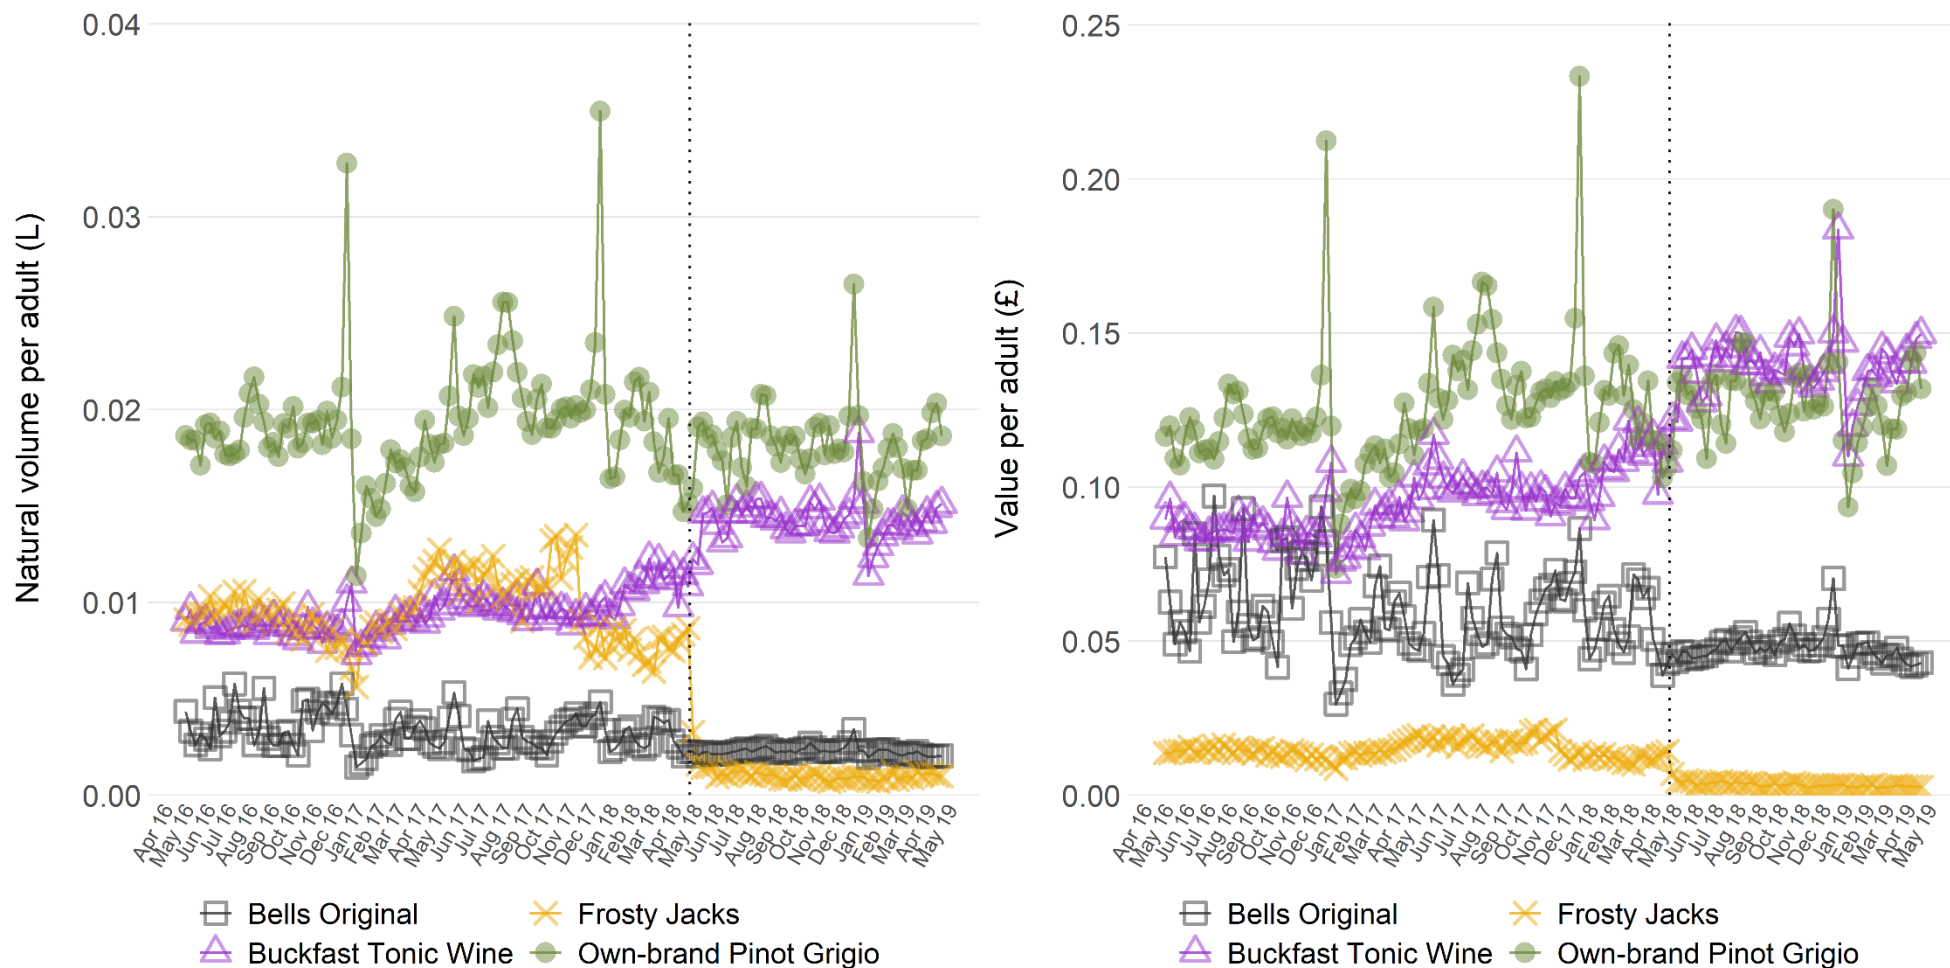 Natural volume per adult (L)
0.04
0.03
0.02
0.01
0.00
Apr 16
May 16
Jun 16
Jul 16
Aug 16
Sep 16
Oct 16
Nov 16
Dec 16
Jan 17
Feb 17
Mar 17
Apr 17
May 17
Jun 17
Jul 17
Aug 17
Sep 17
Oct 17
Nov 17
Dec 17
Jan 18
Feb 18
Mar 18
Apr 18
May 18
Jun 18
Jul 18
Aug 18
Sep 18
Oct 18
Nov 18
Dec 18
Jan 19
Feb 19
Mar 19
Apr 19
May 19
Bells Original
Frosty Jacks
Buckfast Tonic Wine
Own-brand Pinot Grigio
Value per adult (£)
0.25
0.20
0.15
0.10
0.05
0.00
Apr 16
May 16
Jun 16
Jul 16
Aug 16
Sep 16
Oct 16
Nov 16
Dec 16
Jan 17
Feb 17
Mar 17
Apr 17
May 17
Jun 17
Jul 17
Aug 17
Sep 17
Oct 17
Nov 17
Dec 17
Jan 18
Feb 18
Mar 18
Apr 18
May 18
Jun 18
Jul 18
Aug 18
Sep 18
Oct 18
Nov 18
Dec 18
Jan 19
Feb 19
Mar 19
Apr 19
May 19
Bells Original
Frosty Jacks
Buckfast Tonic Wine
Own-brand Pinot Grigio